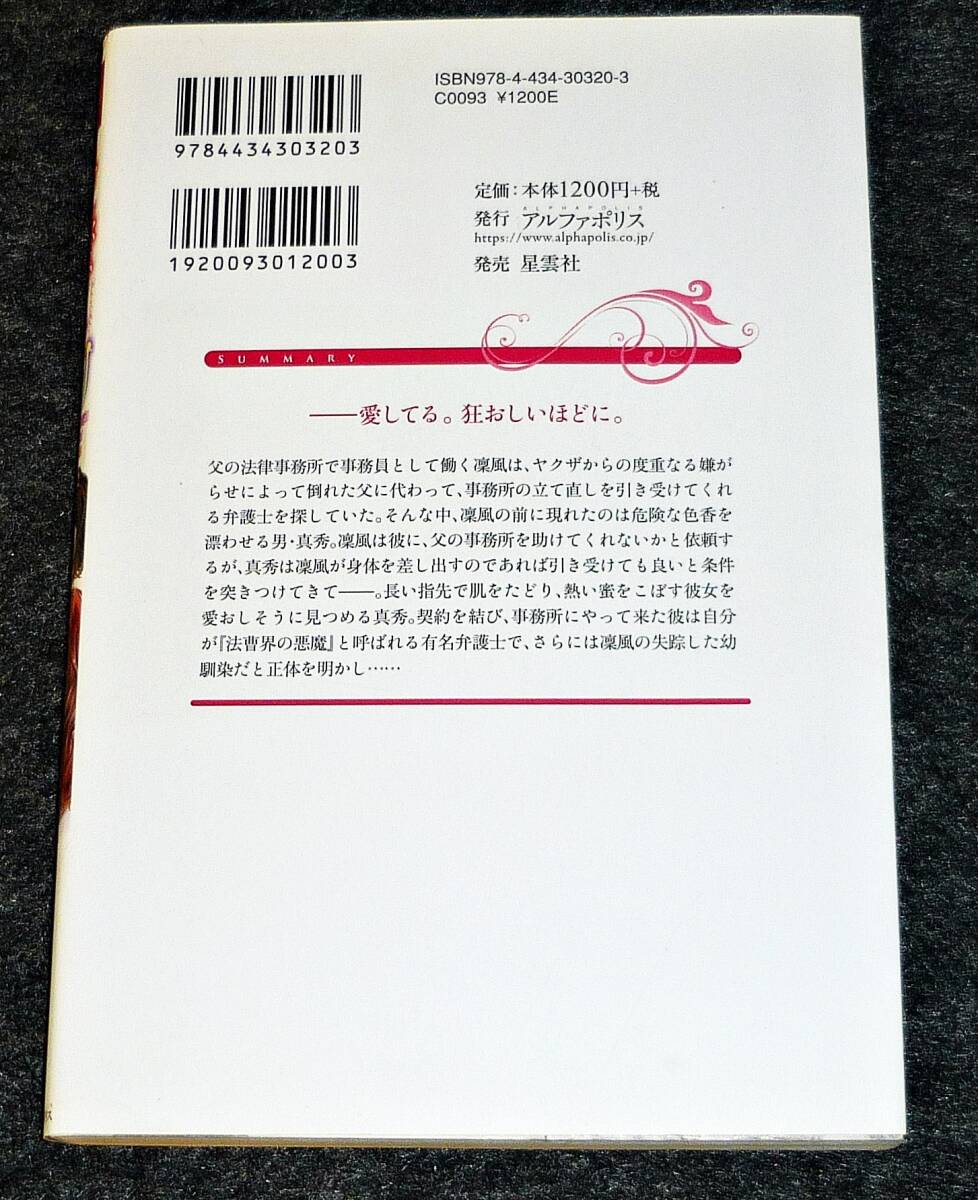 ISBN978-4-434-30320-3
C0093 ¥1200E
9784434303203
1920093012003
定価：本体1200円+税
ALPHAPOLIS
発行 アルファポリス
https://www.alphapolis.co.jp/
発売 星雲社
SUMMARY
――愛してる。狂おしいほどに。
父の法律事務所で事務員として働く凜風は、ヤクザからの度重なる嫌が
らせによって倒れた父に代わって、事務所の立て直しを引き受けてくれ
る弁護士を探していた。そんな中、凜風の前に現れたのは危険な色香を
漂わせる男・真秀。凜風は彼に、父の事務所を助けてくれないかと依頼す
るが、真秀は凜風が身体を差し出すのであれば引き受けても良いと条件
を突きつけてきて――。長い指先で肌をたどり、熱い蜜をこぼす彼女を
愛おしそうに見つめる真秀。契約を結び、事務所にやって来た彼は自分
が『法曹界の悪魔』と呼ばれる有名弁護士で、さらには凜風の失踪した幼
馴染だと正体を明かし……